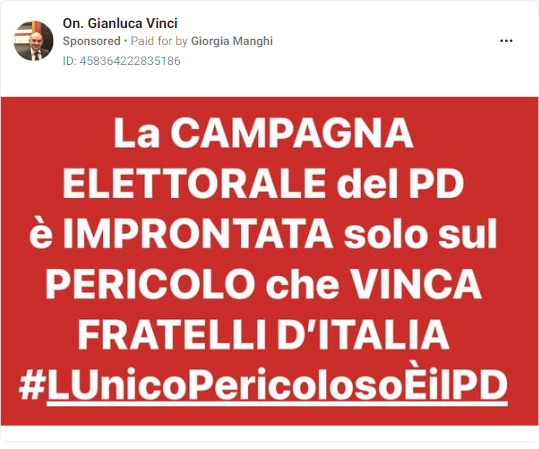 On. Gianluca Vinci
Sponsored • Paid for by Giorgia Manghi
ID: 458364222835186
La CAMPAGNA
ELETTORALE del PD
è IMPRONTATA solo sul
PERICOLO che VINCA
FRATELLI D'ITALIA
#LUnicoPericolosoÈilPD